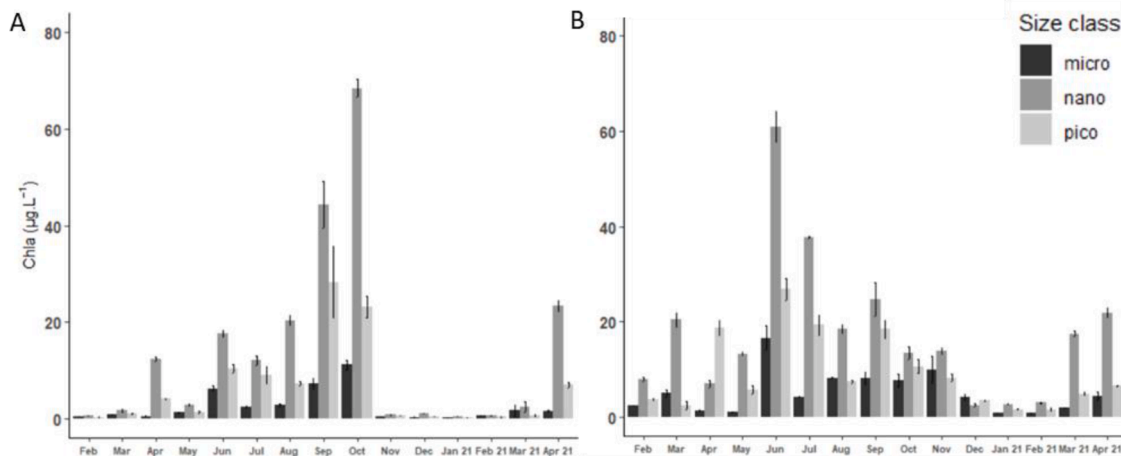 A
B
Size class
micro
nano
pico
Chla (µg.L⁻¹)
80
60
40
20
0
Feb Mar Apr May Jun Jul Aug Sep Oct Nov Dec Jan 21 Feb 21 Mar 21 Apr 21
80
60
40
20
0
Feb Mar Apr May Jun Jul Aug Sep Oct Nov Dec Jan 21 Feb 21 Mar 21 Apr 21